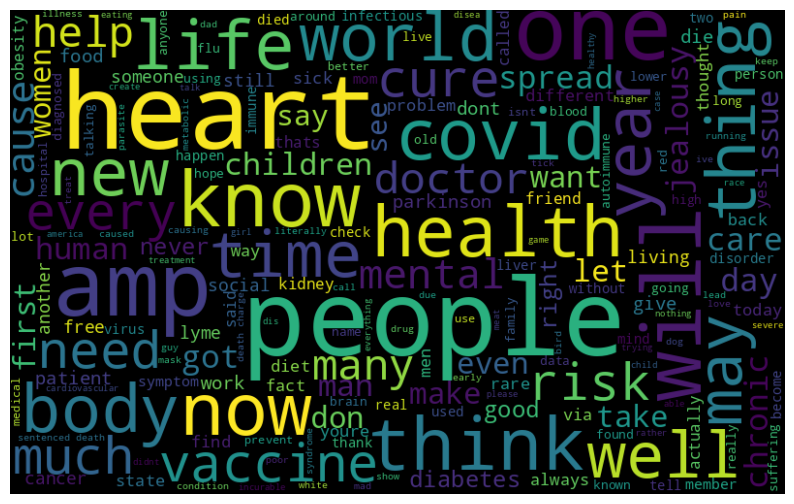 eating
illness
dad
around
infectious
disea
two
pain
obesity
help
life
anyone
flu
died
live
world
one
die
thing
food
someone
using
still
sick
better
called
cure
spread
thought
healthy
keep
person
cause
women
diagnosed
talking
create
talk
heart
say
mom
see
problem
dont
different
higher
lower
long
issue
hospital
parasite
metabolic
immune
thats
covid
isnt
blood
year
jealousy
case
running
new
treat
happen
hope
children
know
doctor
old
tick
want
autoimmune
red
race
ive
yes
every
parkinson
friend
high
back
lot
america
caused
causing
girl
literally
check
health
game
care
human
never
treatment
way
time
mental
liver
let
living
without
will
disorder
going
day
first
another
amp
social
kidney
said
people
call
due
family
right
give
mind
lead
love
today
free
virus
lyme
death charge
dis
everything
drug
use
meat
bird
data
nothing
severe
need
guy
mask
got
name
many
men
even
risk
dog
trying
may
medical
patient
symptom
work
diet
fact
man
make
early
rare
child
able
chronic
become
body
cardiovascular
now
don
brain
real
used
please
good
via
take
actually
rather
really
suffering
much
sentenced death
find
prevent
youre
syndrome
thank
think
found
well
cancer
state
didnt
poor
vaccine
show
diabetes
always
known
tell
member
condition
incurable
white
mad